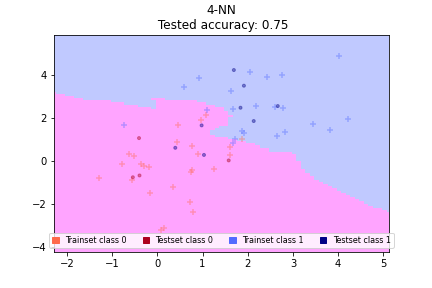 4-NN
Tested accuracy: 0.75
4
2
0
−2
−4
−2 −1 0 1 2 3 4 5
Trainset class 0 Testset class 0 Trainset class 1 Testset class 1